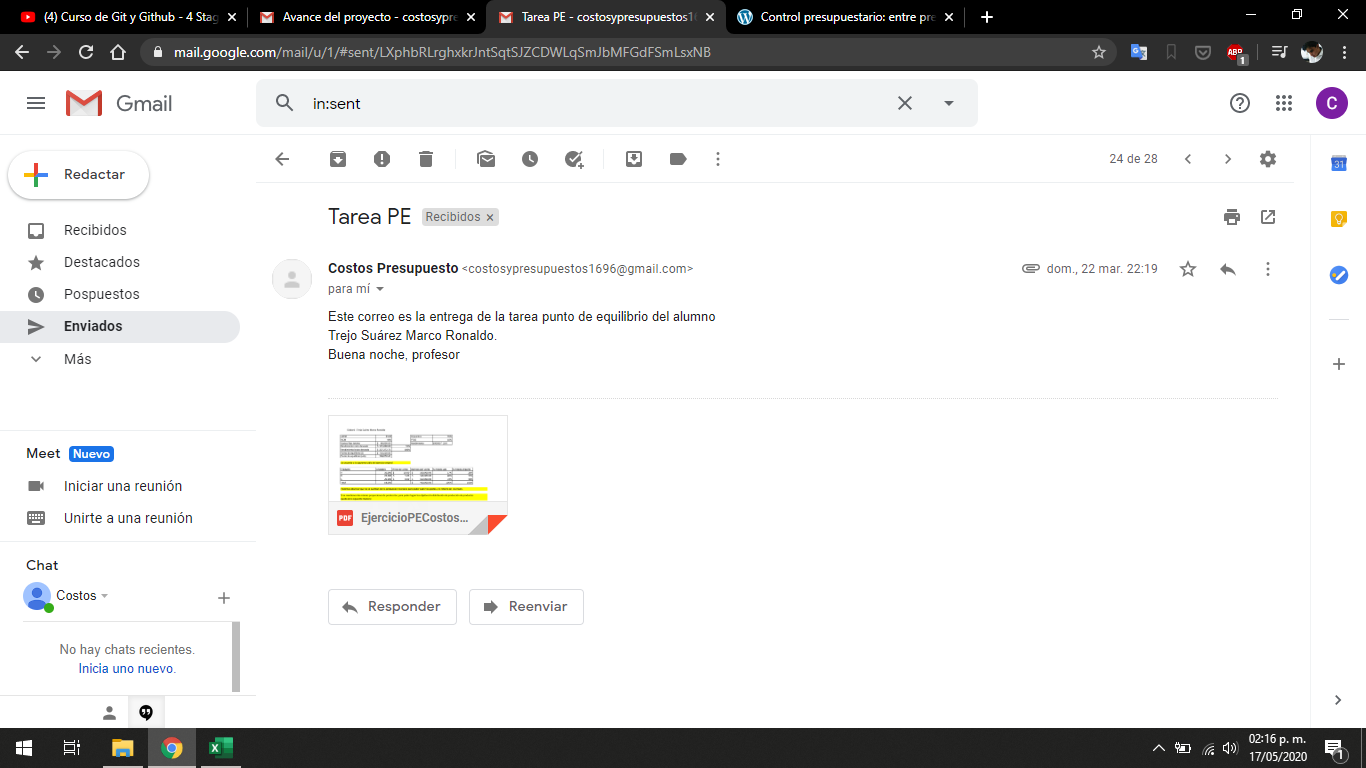 (4) Curso de Git y Github - 4 Stag
Avance del proyecto - costosypre
Tarea PE - costosypresupuestos1
Control presupuestario: entre pre
mail.google.com/mail/u/1/#sent/LXphbRLrghxkrJntSqtSJZCDWLqSmJbMFGdFSmLsxNB
ABP
1
Gmail
in:sent
C
Redactar
24 de 28
31
Recibidos
Destacados
Pospuestos
Enviados
Más
Tarea PE
Recibidos ×
Costos Presupuesto <costosypresupuestos1696@gmail.com>
dom., 22 mar. 22:19
para mí
Este correo es la entrega de la tarea punto de equilibrio del alumno
Trejo Suárez Marco Ronaldo.
Buena noche, profesor
PDF
EjercicioPECostos...
Responder
Reenviar
Meet Nuevo
Iniciar una reunión
Unirte a una reunión
Chat
Costos
No hay chats recientes.
Inicia uno nuevo.
02:16 p. m.
17/05/2020
1